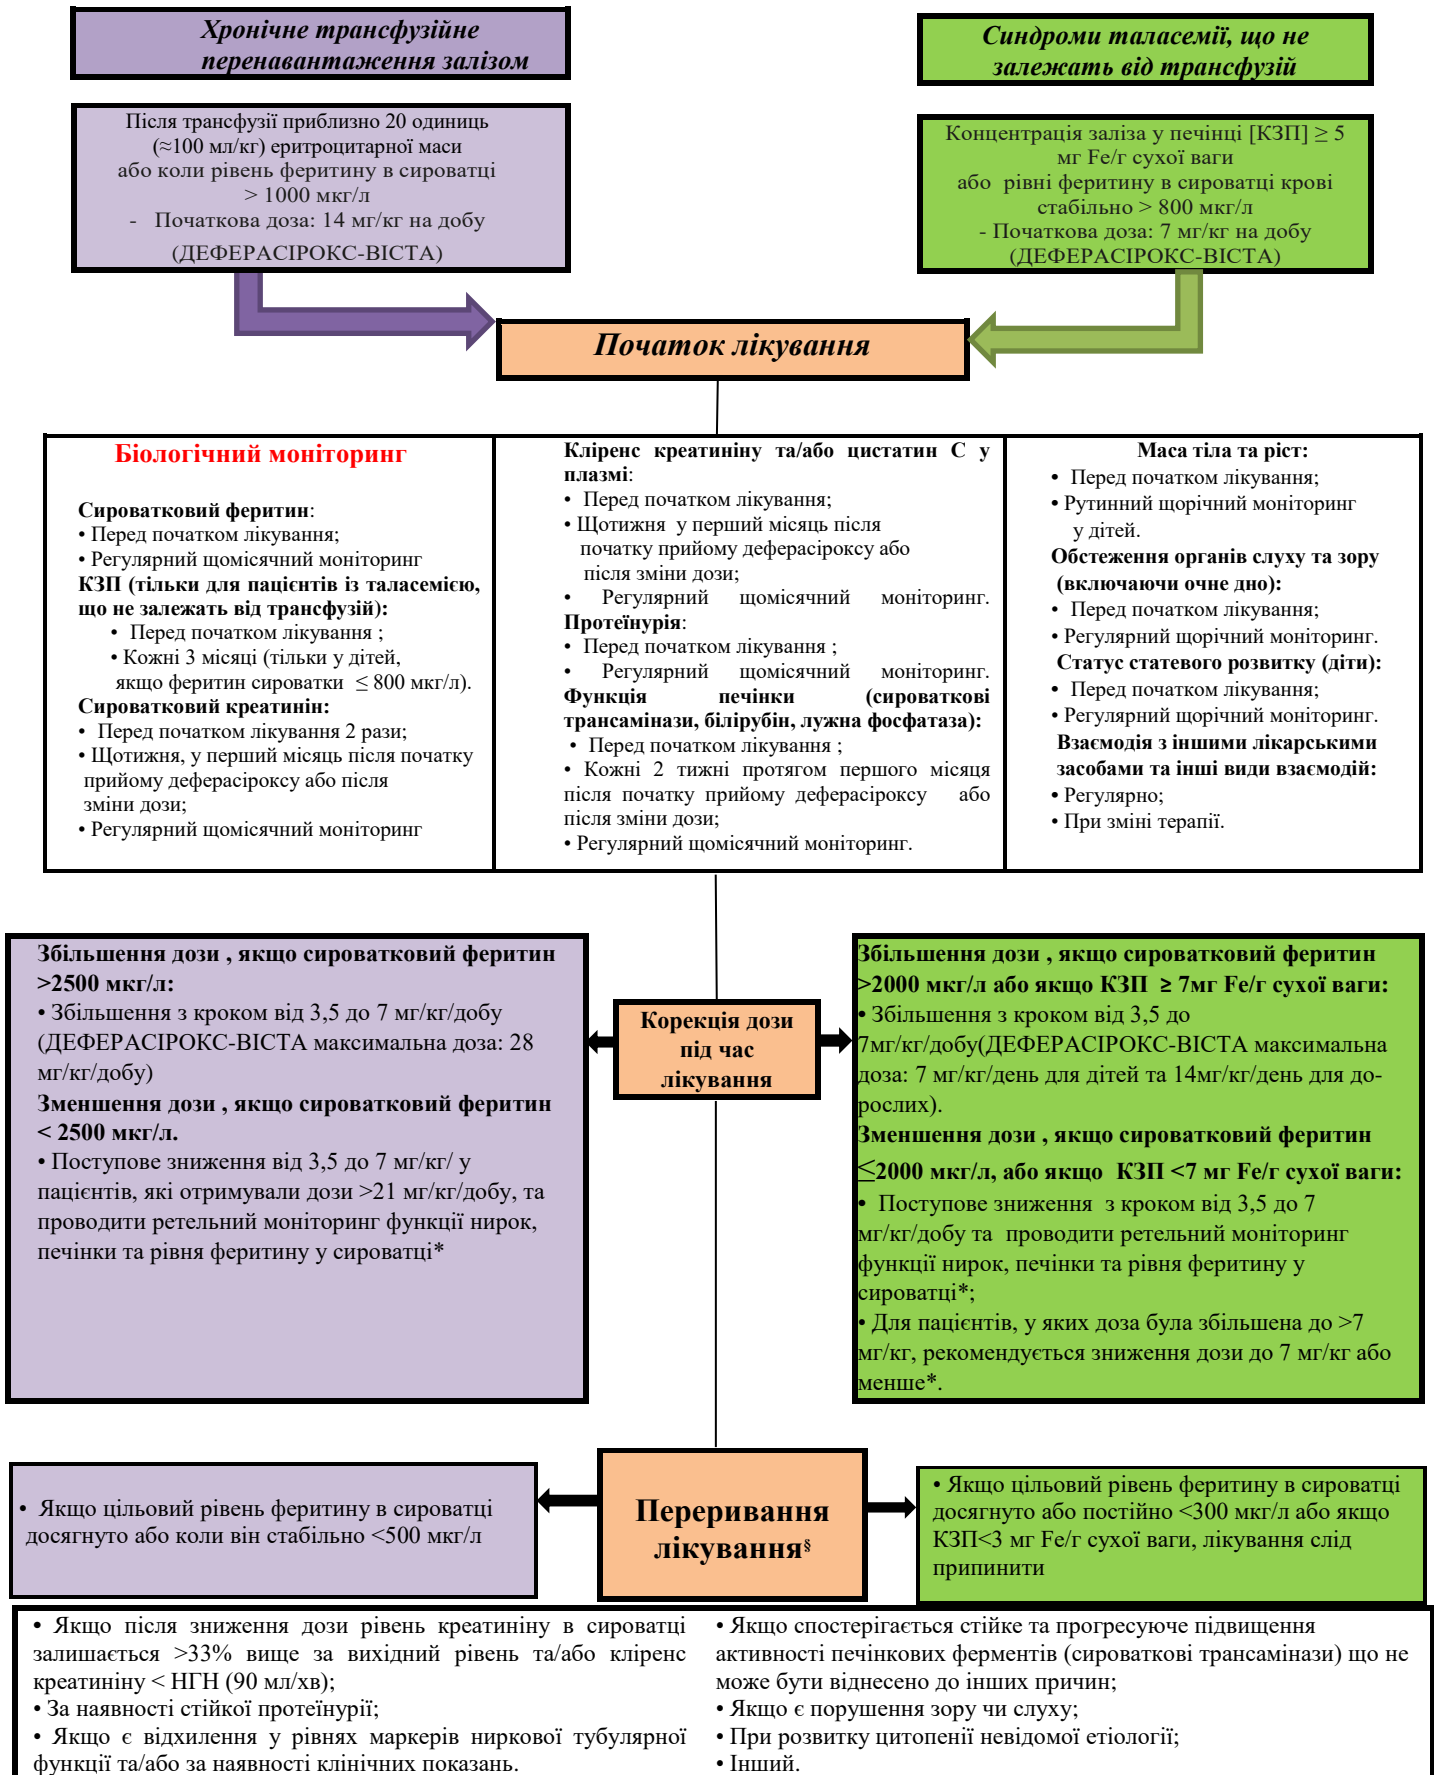 Хронічне трансфузійне
перенавантаження залізом
Після трансфузії приблизно 20 одиниць
(≈100 мл/кг) еритроцитарної маси
або коли рівень феритину в сироватці
> 1000 мкг/л
- Початкова доза: 14 мг/кг на добу
(ДЕФЕРАСІРОКС-ВІСТА)
Синдроми таласемії, що не
залежать від трансфузій
Концентрація заліза у печінці [КЗП] ≥ 5
мг Fe/г сухої ваги
або рівні феритину в сироватці крові
стабільно > 800 мкг/л
- Початкова доза: 7 мг/кг на добу
(ДЕФЕРАСІРОКС-ВІСТА)
Початок лікування
Біологічний моніторинг
Сироватковий феритин:
• Перед початком лікування;
• Регулярний щомісячний моніторинг
КЗП (тільки для пацієнтів із таласемією,
що не залежать від трансфузій):
• Перед початком лікування ;
• Кожні 3 місяці (тільки у дітей,
якщо феритин сироватки ≤ 800 мкг/л).
Сироватковий креатинін:
• Перед початком лікування 2 рази;
• Щотижня, у перший місяць після початку
прийому деферасіроксу або після
зміни дози;
• Регулярний щомісячний моніторинг
Кліренс креатиніну та/або цистатин С у
плазмі:
• Перед початком лікування;
• Щотижня у перший місяць після
початку прийому деферасіроксу або
після зміни дози;
• Регулярний щомісячний моніторинг.
Протеїнурія:
• Перед початком лікування ;
• Регулярний щомісячний моніторинг.
Функція печінки (сироваткові
трансамінази, білірубін, лужна фосфатаза):
• Перед початком лікування ;
• Кожні 2 тижні протягом першого місяця
після початку прийому деферасіроксу або
після зміни дози;
• Регулярний щомісячний моніторинг.
Маса тіла та ріст:
• Перед початком лікування;
• Рутинний щорічний моніторинг
у дітей.
Обстеження органів слуху та зору
(включаючи очне дно):
• Перед початком лікування;
• Регулярний щорічний моніторинг.
Статус статевого розвитку (діти):
• Перед початком лікування;
• Регулярний щорічний моніторинг.
Взаємодія з іншими лікарськими
засобами та інші види взаємодій:
• Регулярно;
• При зміні терапії.
Збільшення дози , якщо сироватковий феритин
>2500 мкг/л:
• Збільшення з кроком від 3,5 до 7 мг/кг/добу
(ДЕФЕРАСІРОКС-ВІСТА максимальна доза: 28
мг/кг/добу)
Зменшення дози , якщо сироватковий феритин
< 2500 мкг/л.
• Поступове зниження від 3,5 до 7 мг/кг/ у
пацієнтів, які отримували дози >21 мг/кг/добу, та
проводити ретельний моніторинг функції нирок,
печінки та рівня феритину у сироватці*
Корекція дози
під час
лікування
Збільшення дози , якщо сироватковий феритин
>2000 мкг/л або якщо КЗП ≥ 7мг Fe/г сухої ваги:
• Збільшення з кроком від 3,5 до
7мг/кг/добу(ДЕФЕРАСІРОКС-ВІСТА максимальна
доза: 7 мг/кг/день для дітей та 14мг/кг/день для до-
рослих).
Зменшення дози , якщо сироватковий феритин
≤2000 мкг/л, або якщо КЗП <7 мг Fe/г сухої ваги:
• Поступове зниження з кроком від 3,5 до 7
мг/кг/добу та проводити ретельний моніторинг
функції нирок, печінки та рівня феритину у
сироватці*;
• Для пацієнтів, у яких доза була збільшена до >7
мг/кг, рекомендується зниження дози до 7 мг/кг або
менше*.
• Якщо цільовий рівень феритину в сироватці
досягнуто або коли він стабільно <500 мкг/л
Переривання
лікування§
• Якщо цільовий рівень феритину в сироватці
досягнуто або постійно <300 мкг/л або якщо
КЗП<3 мг Fe/г сухої ваги, лікування слід
припинити
• Якщо після зниження дози рівень креатиніну в сироватці
залишається >33% вище за вихідний рівень та/або кліренс
креатиніну < НГН (90 мл/хв);
• За наявності стійкої протеїнурії;
• Якщо є відхилення у рівнях маркерів ниркової тубулярної
функції та/або за наявності клінічних показань.
• Якщо спостерігається стійке та прогресуюче підвищення
активності печінкових ферментів (сироваткові трансамінази) що не
може бути віднесено до інших причин;
• Якщо є порушення зору чи слуху;
• При розвитку цитопенії невідомої етіології;
• Інший.